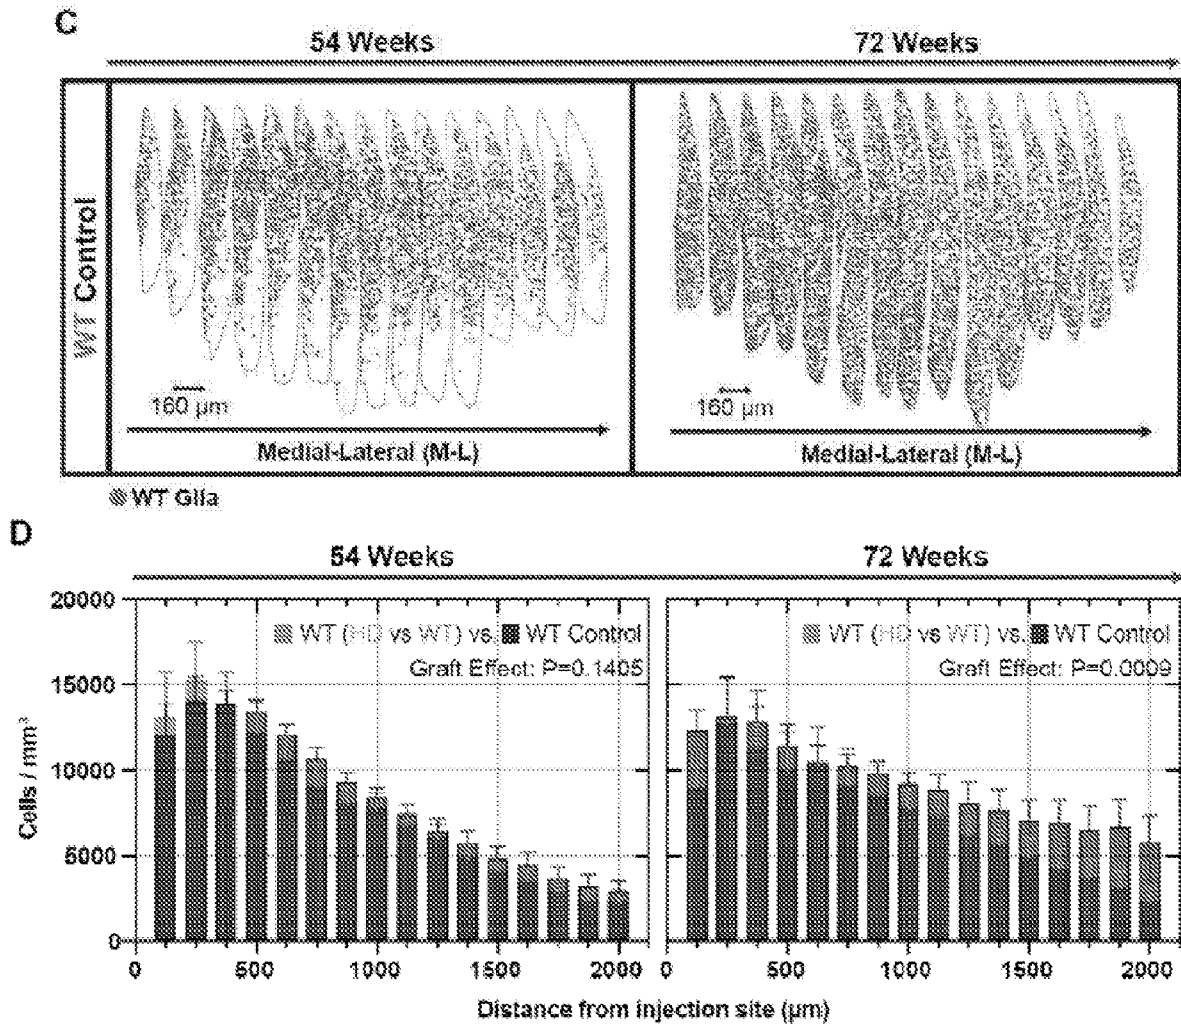 C
54 Weeks
72 Weeks
WT Control
160 µm
160 µm
Medial-Lateral (M-L)
Medial-Lateral (M-L)
WT Glia
D
54 Weeks
72 Weeks
Cells / mm³
20000
15000
10000
5000
0
WT (HD vs WT) vs. WT Control
Graft Effect: P=0.1405
WT (HD vs WT) vs. WT Control
Graft Effect: P=0.0009
0 500 1000 1500 2000
0 500 1000 1500 2000
Distance from injection site (µm)